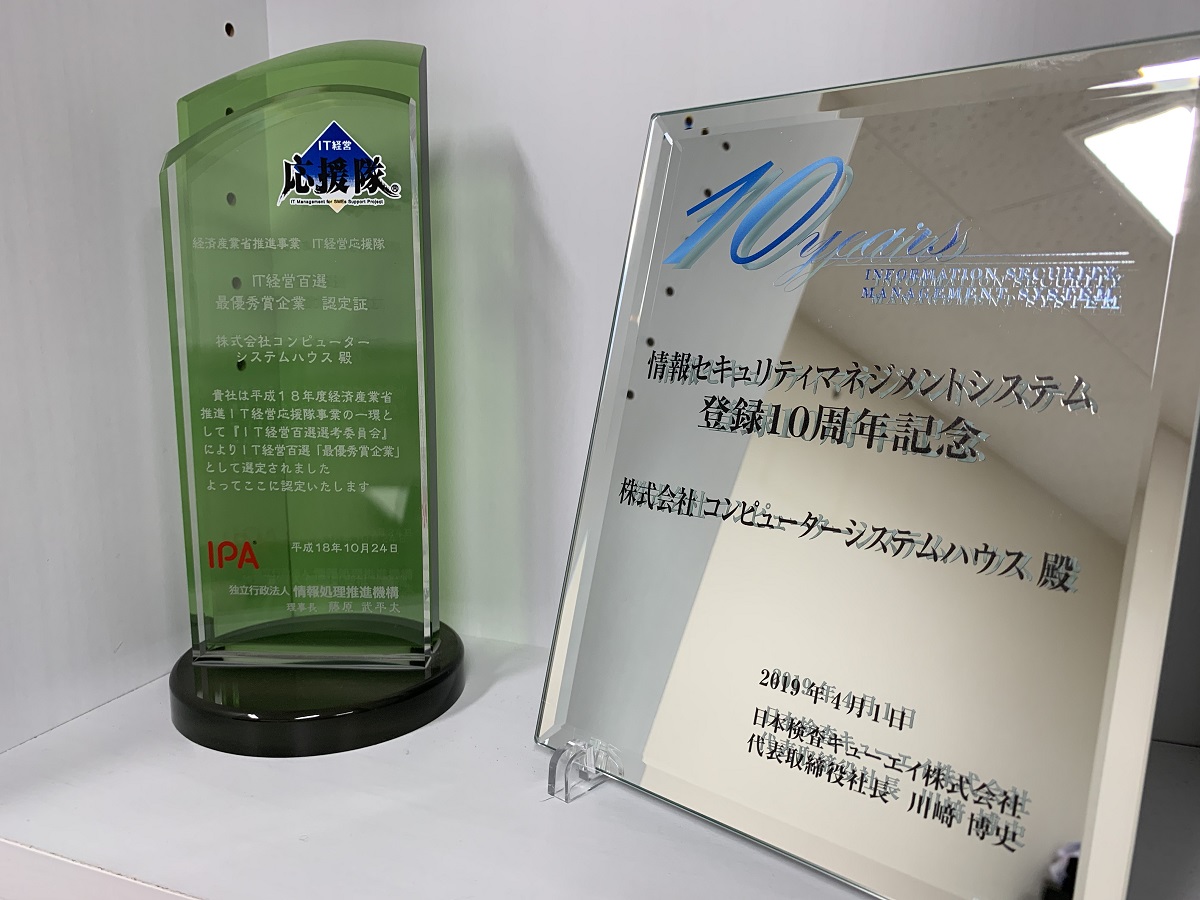 IT経営
応援隊®
IT Management for SMEs Support Project
経済産業省推進事業 IT経営応援隊
IT経営百選
最優秀賞企業 認定証
株式会社コンピューター
システムハウス 殿
貴社は平成18年度経済産業省
推進IT経営応援隊事業の一環と
して『IT経営百選選考委員会』
によりIT経営百選「最優秀賞企業」
として選定されました
よってここに認定いたします
IPA
平成18年10月24日
独立行政法人 情報処理推進機構
理事長 藤原 武平太
10years
INFORMATION SECURITY
MANAGEMENT SYSTEM
情報セキュリティマネジメントシステム
登録10周年記念
株式会社 コンピューターシステムハウス 殿
2019年4月1日
日本検査キューエイ株式会社
代表取締役社長 川﨑 博史